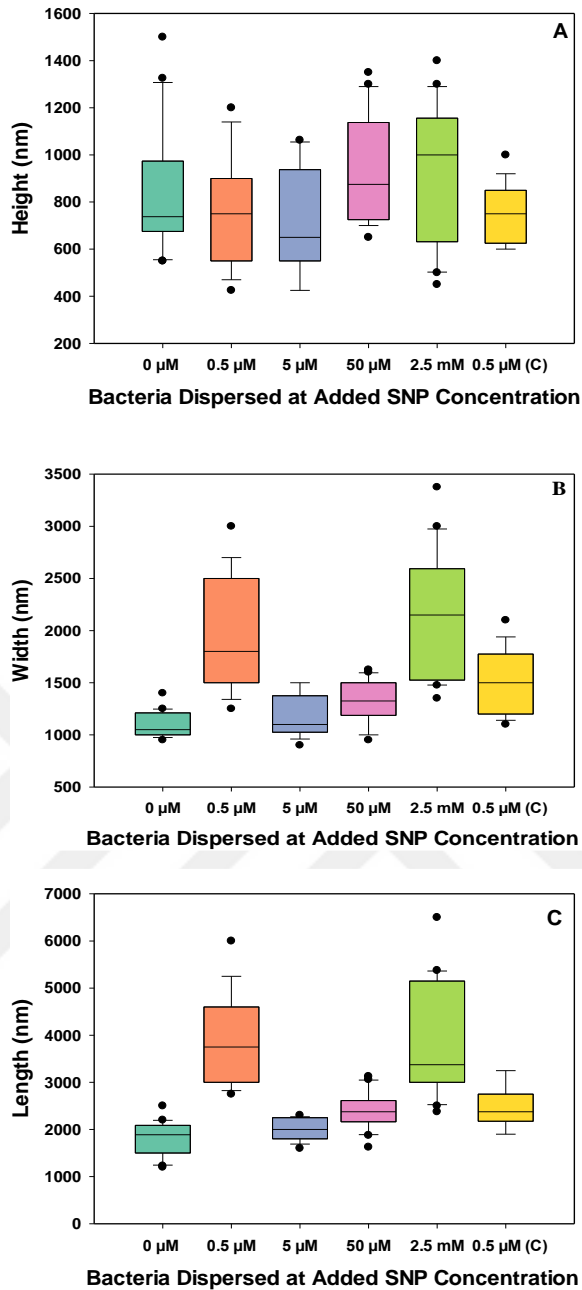 A
1600
1400
1200
1000
800
600
400
200
Height (nm)
0 µM 0.5 µM 5 µM 50 µM 2.5 mM 0.5 µM (C)
Bacteria Dispersed at Added SNP Concentration
B
3500
3000
2500
2000
1500
1000
500
Width (nm)
0 µM 0.5 µM 5 µM 50 µM 2.5 mM 0.5 µM (C)
Bacteria Dispersed at Added SNP Concentration
C
7000
6000
5000
4000
3000
2000
1000
0
Length (nm)
0 µM 0.5 µM 5 µM 50 µM 2.5 mM 0.5 µM (C)
Bacteria Dispersed at Added SNP Concentration